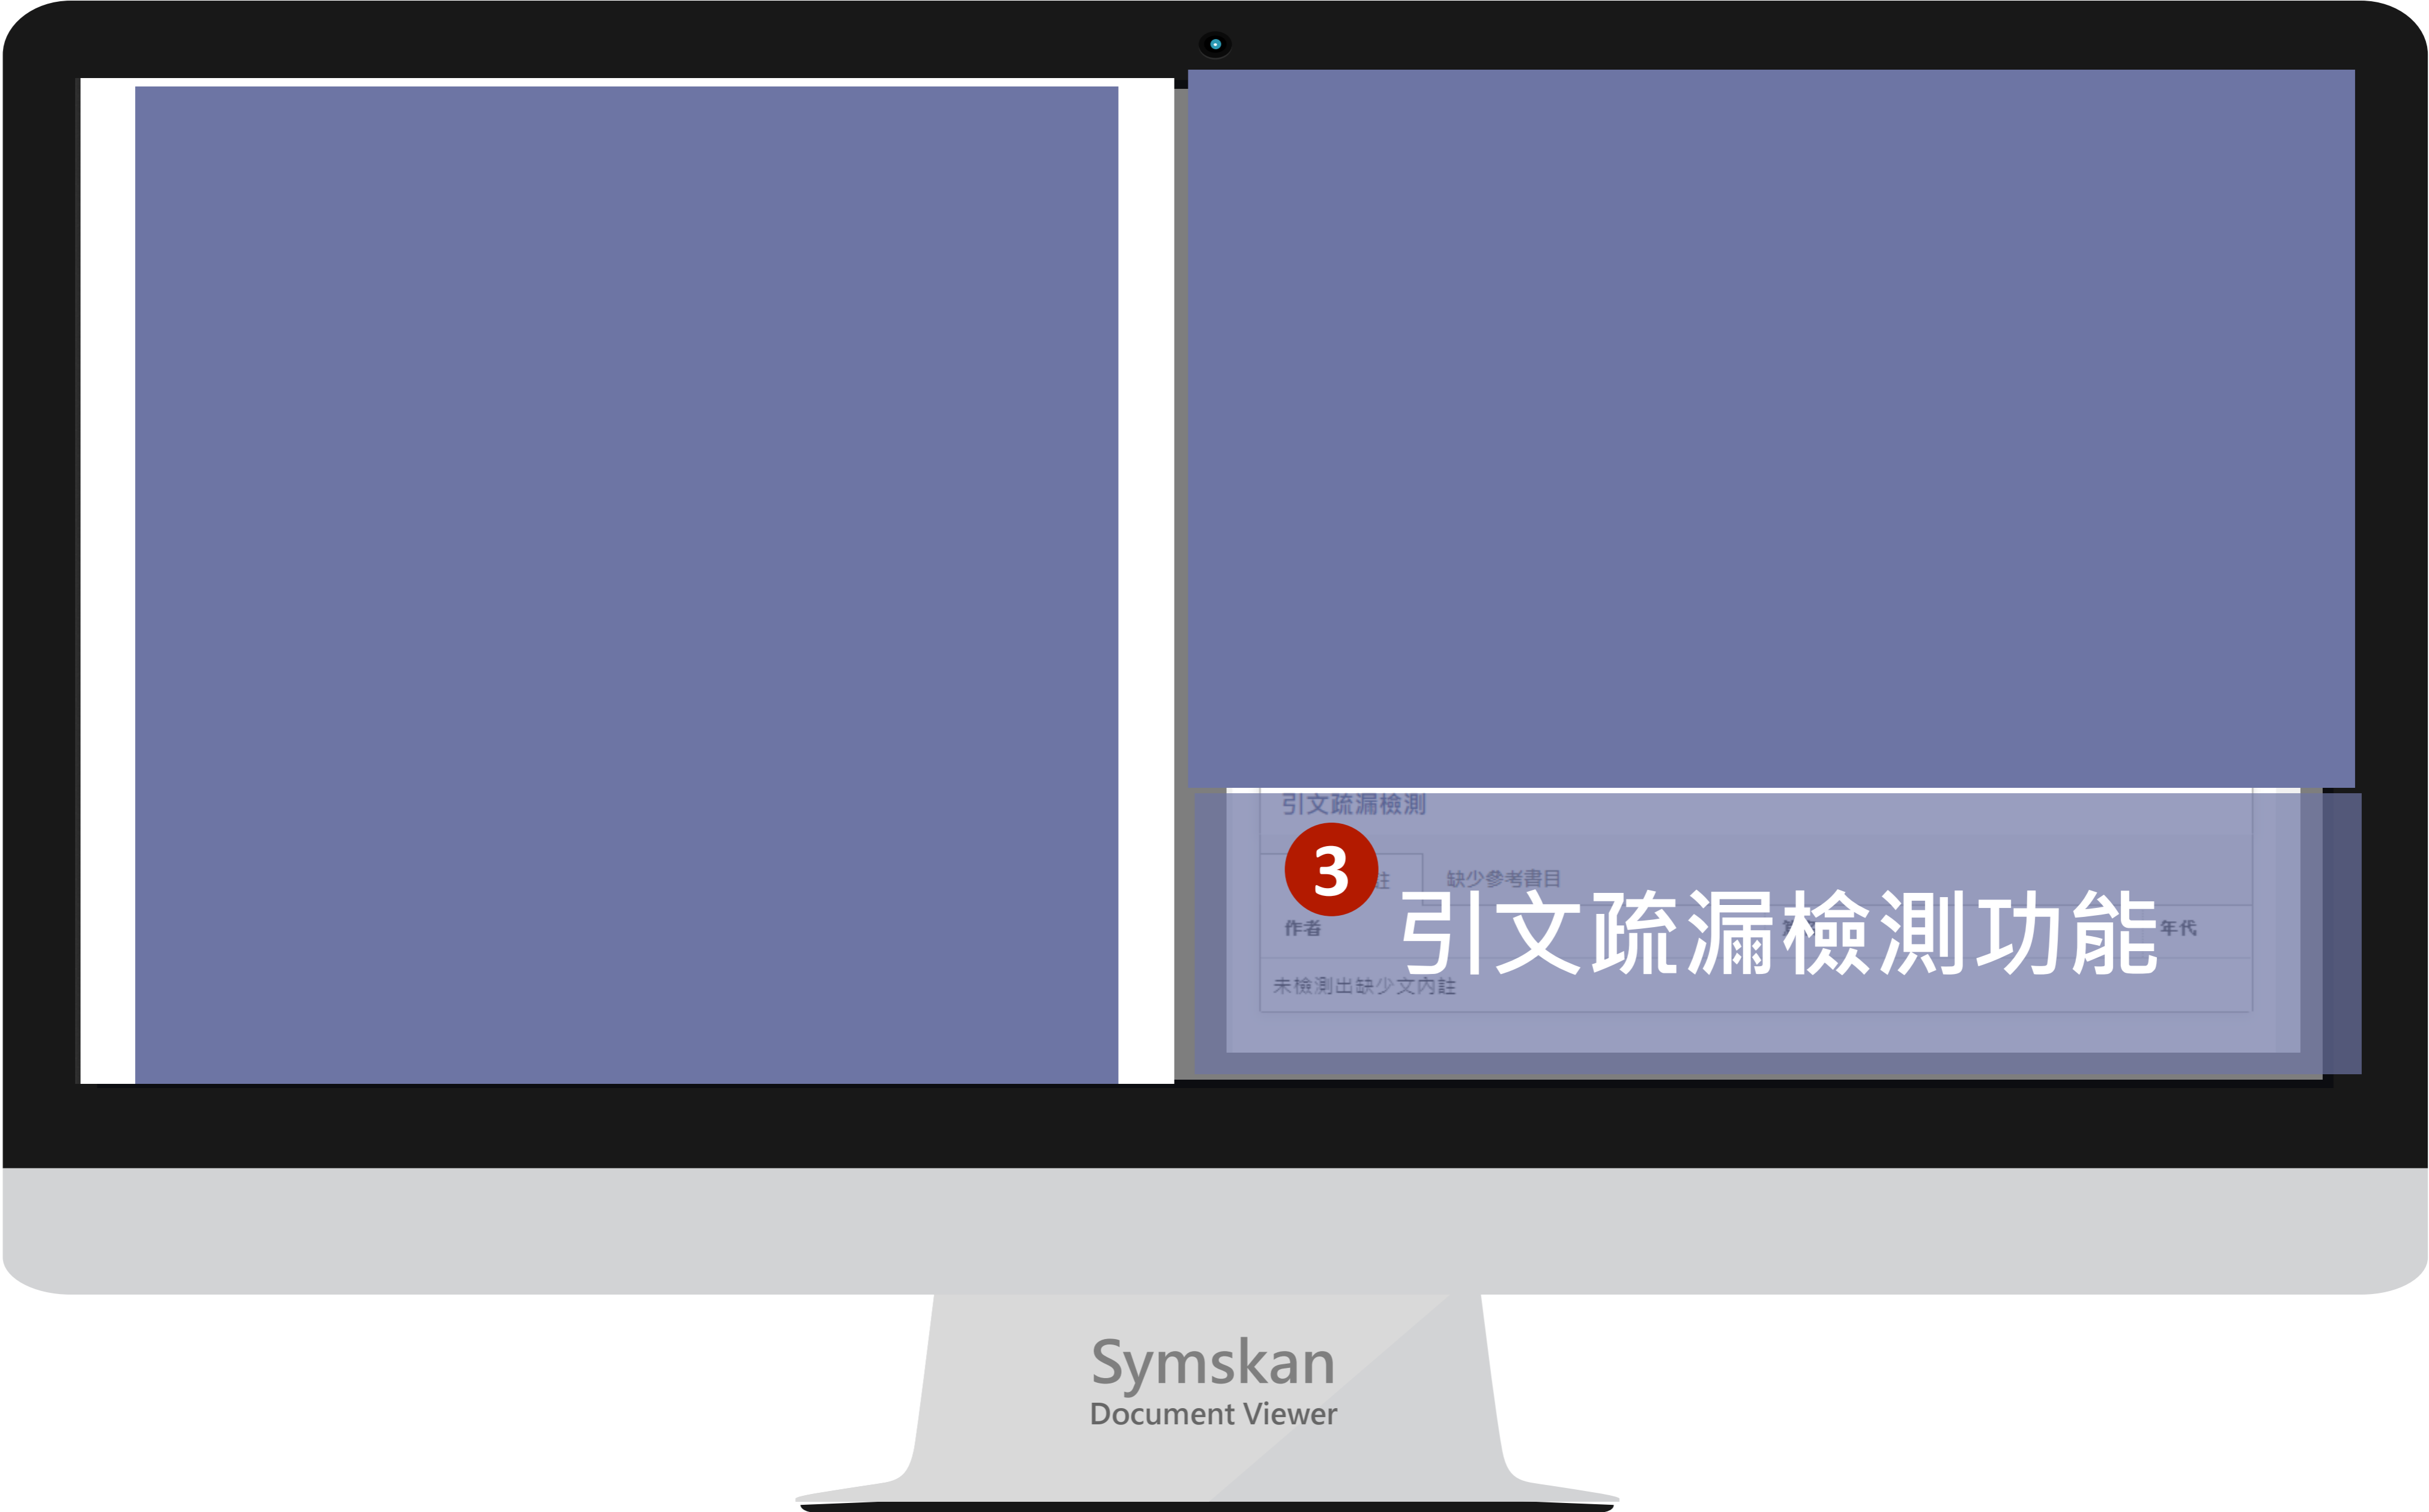 引文疏漏檢測
3
註 缺少參考書目
引文疏漏檢測功能
作者 年代
未檢測出缺少文內註
Symskan
Document Viewer